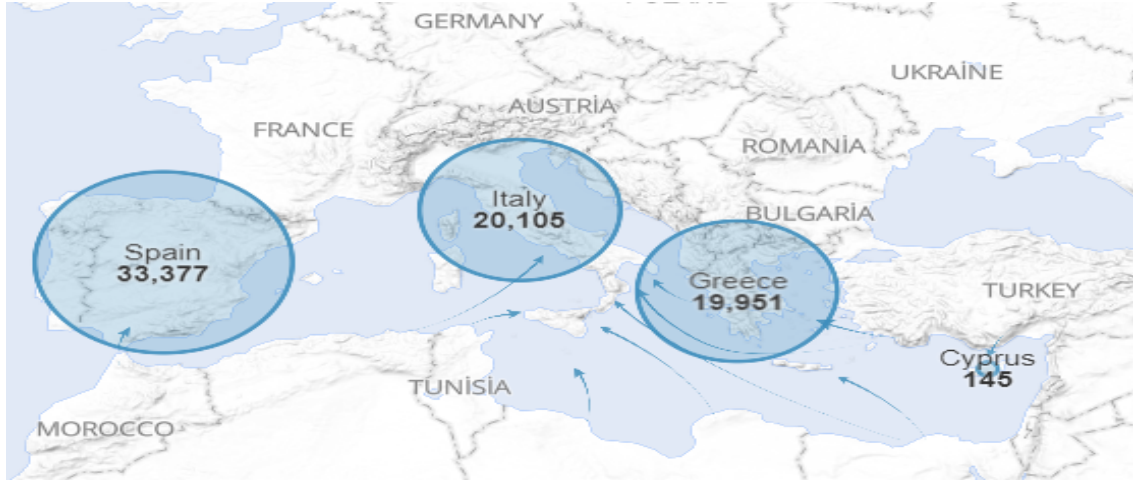 GERMANY
UKRAİNE
AUSTRİA
FRANCE
ROMANİA
Italy
20,105
BULGARİA
Spain
33,377
Greece
19,951
TURKEY
Cyprus
145
TUNİSİA
MOROCCO